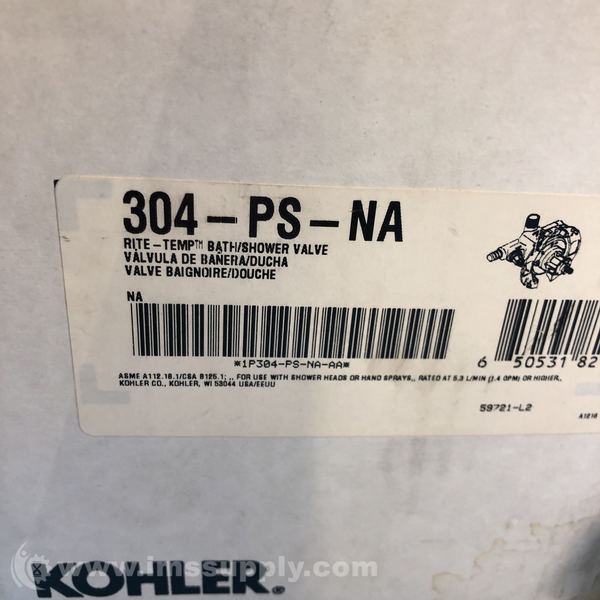 304-PS-NA
RITE-TEMP™ BATH/SHOWER VALVE
VÁLVULA DE BAÑERA/DUCHA
VALVE BAIGNOIRE/DOUCHE
NA
*1P304-PS-NA-AA*
6 50531 82
ASME A112.18.1/CSA B125.1; ,, FOR USE WITH SHOWER HEADS OR HAND SPRAYS,, RATED AT 5.3 L/MIN (1.4 GPM) OR HIGHER,,
KOHLER CO., KOHLER, WI 53044 USA/EEUU
59721-L2
A1218
KOHLER®
www.imssupply.com